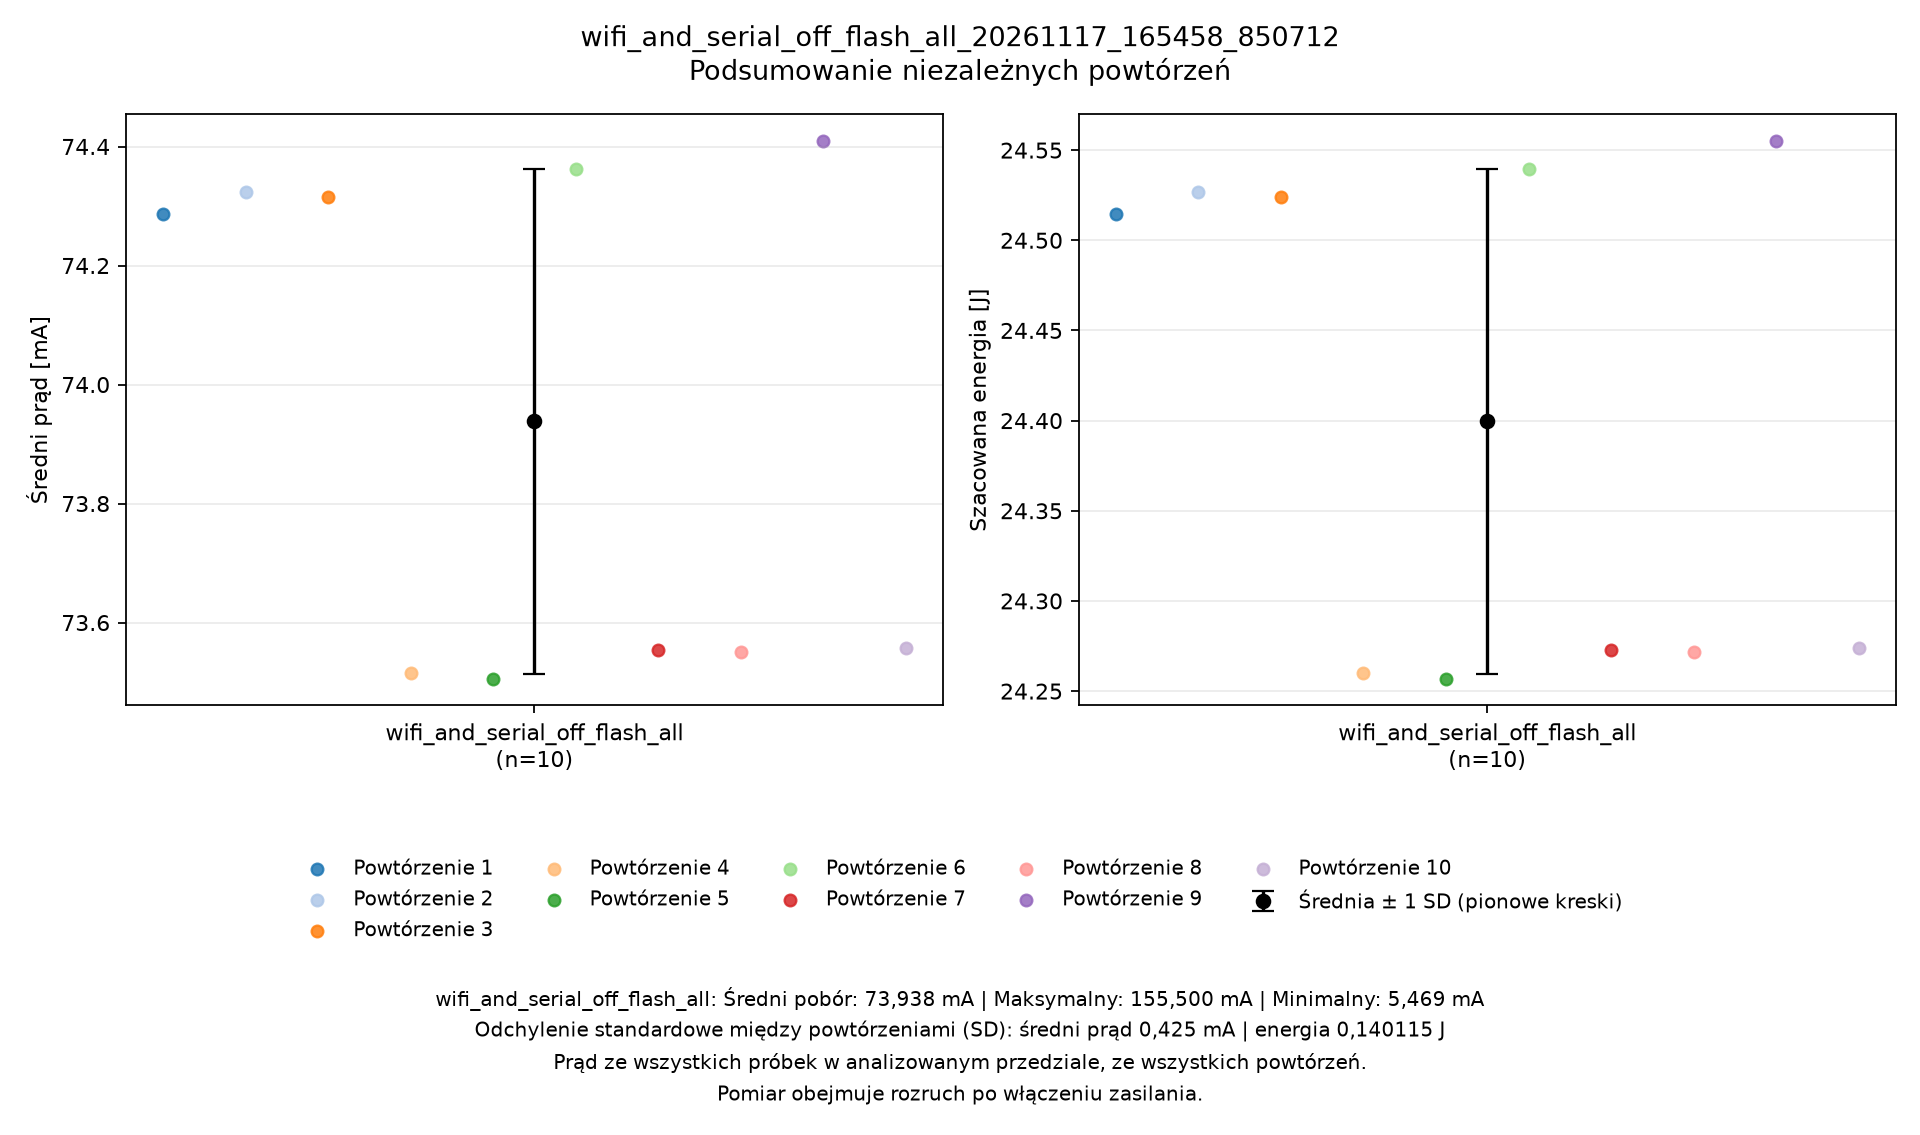 wifi_and_serial_off_flash_all_20261117_165458_850712
Podsumowanie niezależnych powtórzeń
Średni prąd [mA]
74.4
74.2
74.0
73.8
73.6
wifi_and_serial_off_flash_all
(n=10)
Szacowana energia [J]
24.55
24.50
24.45
24.40
24.35
24.30
24.25
wifi_and_serial_off_flash_all
(n=10)
Powtórzenie 1
Powtórzenie 2
Powtórzenie 3
Powtórzenie 4
Powtórzenie 5
Powtórzenie 6
Powtórzenie 7
Powtórzenie 8
Powtórzenie 9
Powtórzenie 10
Średnia ± 1 SD (pionowe kreski)
wifi_and_serial_off_flash_all: Średni pobór: 73,938 mA | Maksymalny: 155,500 mA | Minimalny: 5,469 mA
Odchylenie standardowe między powtórzeniami (SD): średni prąd 0,425 mA | energia 0,140115 J
Prąd ze wszystkich próbek w analizowanym przedziale, ze wszystkich powtórzeń.
Pomiar obejmuje rozruch po włączeniu zasilania.